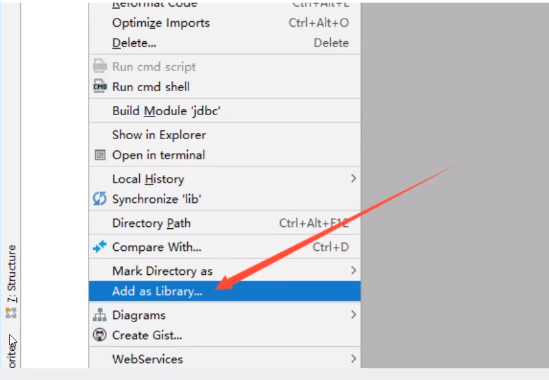 Reformat Code Ctrl+Alt+L
Optimize Imports Ctrl+Alt+O
Delete... Delete
Run cmd script
CMD Run cmd shell
Build Module 'jdbc'
Show in Explorer
Open in terminal
Local History
Synchronize 'lib'
Directory Path Ctrl+Alt+F12
Compare With... Ctrl+D
Mark Directory as
Add as Library...
Diagrams
Create Gist...
WebServices
7: Structure